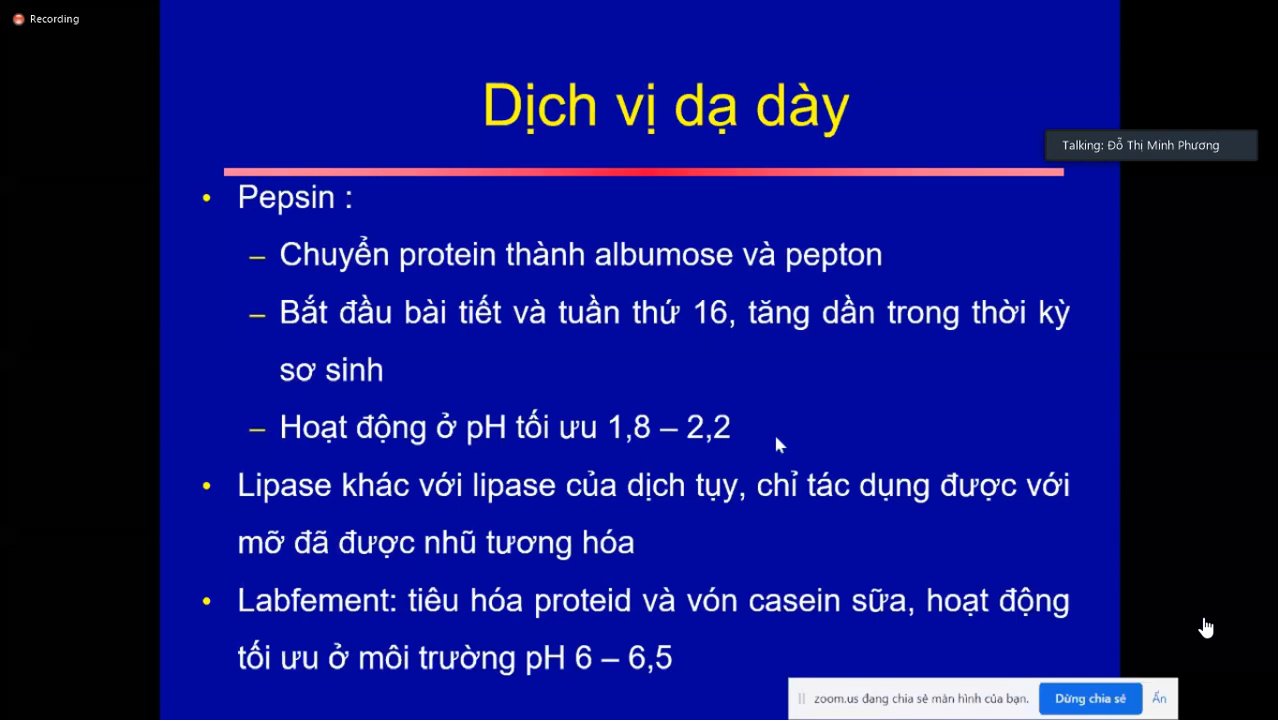 Recording
Dịch vị dạ dày
Talking: Đỗ Thị Minh Phương
• Pepsin :
– Chuyển protein thành albumose và pepton
– Bắt đầu bài tiết và tuần thứ 16, tăng dần trong thời kỳ
sơ sinh
– Hoạt động ở pH tối ưu 1,8 – 2,2
• Lipase khác với lipase của dịch tụy, chỉ tác dụng được với
mỡ đã được nhũ tương hóa
• Labfement: tiêu hóa proteid và vón casein sữa, hoạt động
tối ưu ở môi trường pH 6 – 6,5
zoom.us đang chia sẻ màn hình của bạn. Dừng chia sẻ Ẩn